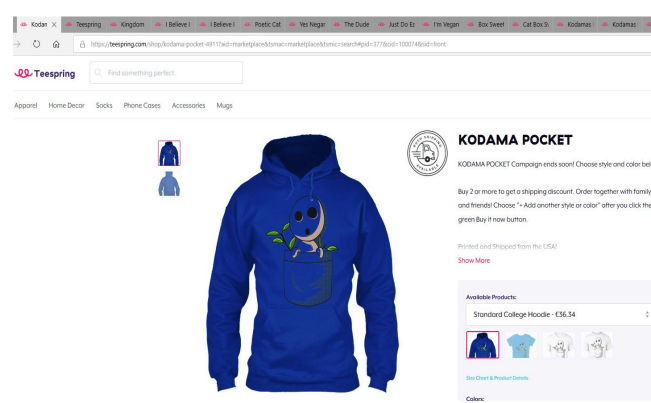 Kodan
Teespring
Kingdom
I Believe I
I Believe I
Poetic Cat
Yes Negar
The Dude
Just Do Es
I'm Vegan
Box Sweet
Cat Box Sw
Kodamas
Kodamas
https://teespring.com/shop/kodama-pocket-4811?aid=marketplace&tsmac=marketplace&tsmic=search#pid=377&cid=100074&sid=front
Teespring
Find something perfect
Apparel Home Decor Socks Phone Cases Accessories Mugs
RUSH SHIPPING
AVAILABLE
KODAMA POCKET
KODAMA POCKET Campaign ends soon! Choose style and color bel
Buy 2 or more to get a shipping discount. Order together with family
and friends! Choose "+ Add another style or color" after you click the
green Buy it now button.
Printed and Shipped from the USA!
Show More
Available Products:
Standard College Hoodie - £36.34
Size Chart & Product Details
Colors: